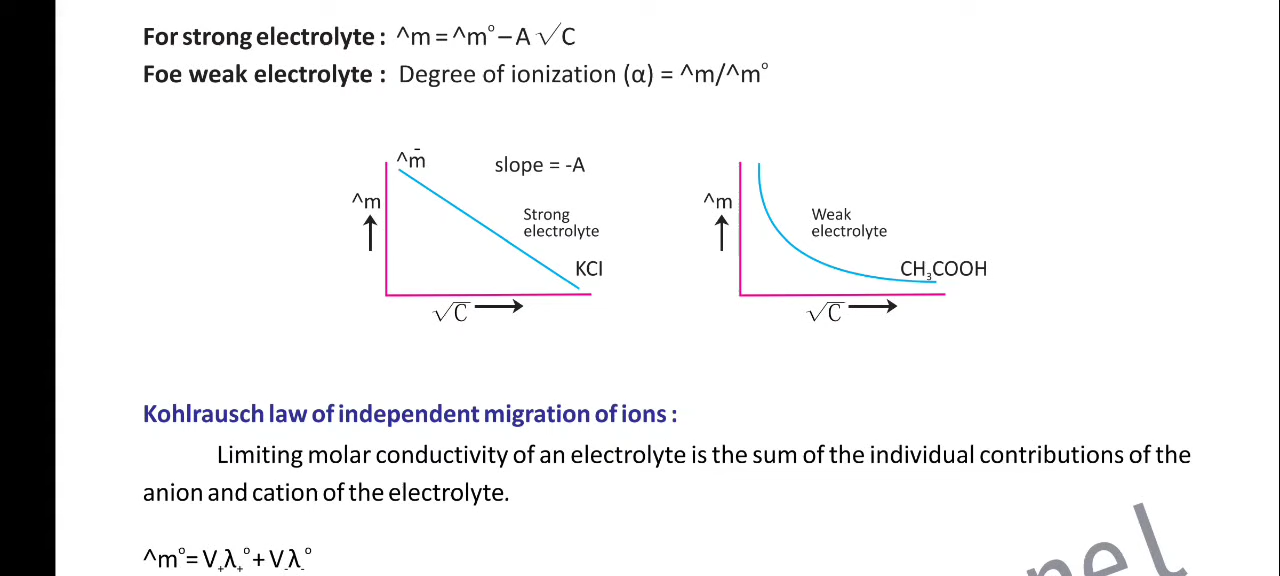 For strong electrolyte : ^m = ^m° – A √C
Foe weak electrolyte : Degree of ionization (α) = ^m/^m°
^m̄ slope = -A
^m
Strong
electrolyte
KCl
√C
^m
Weak
electrolyte
CH₃COOH
√C
Kohlrausch law of independent migration of ions :
Limiting molar conductivity of an electrolyte is the sum of the individual contributions of the
anion and cation of the electrolyte.
^m° = V₊λ₊° + V₋λ₋°
nel